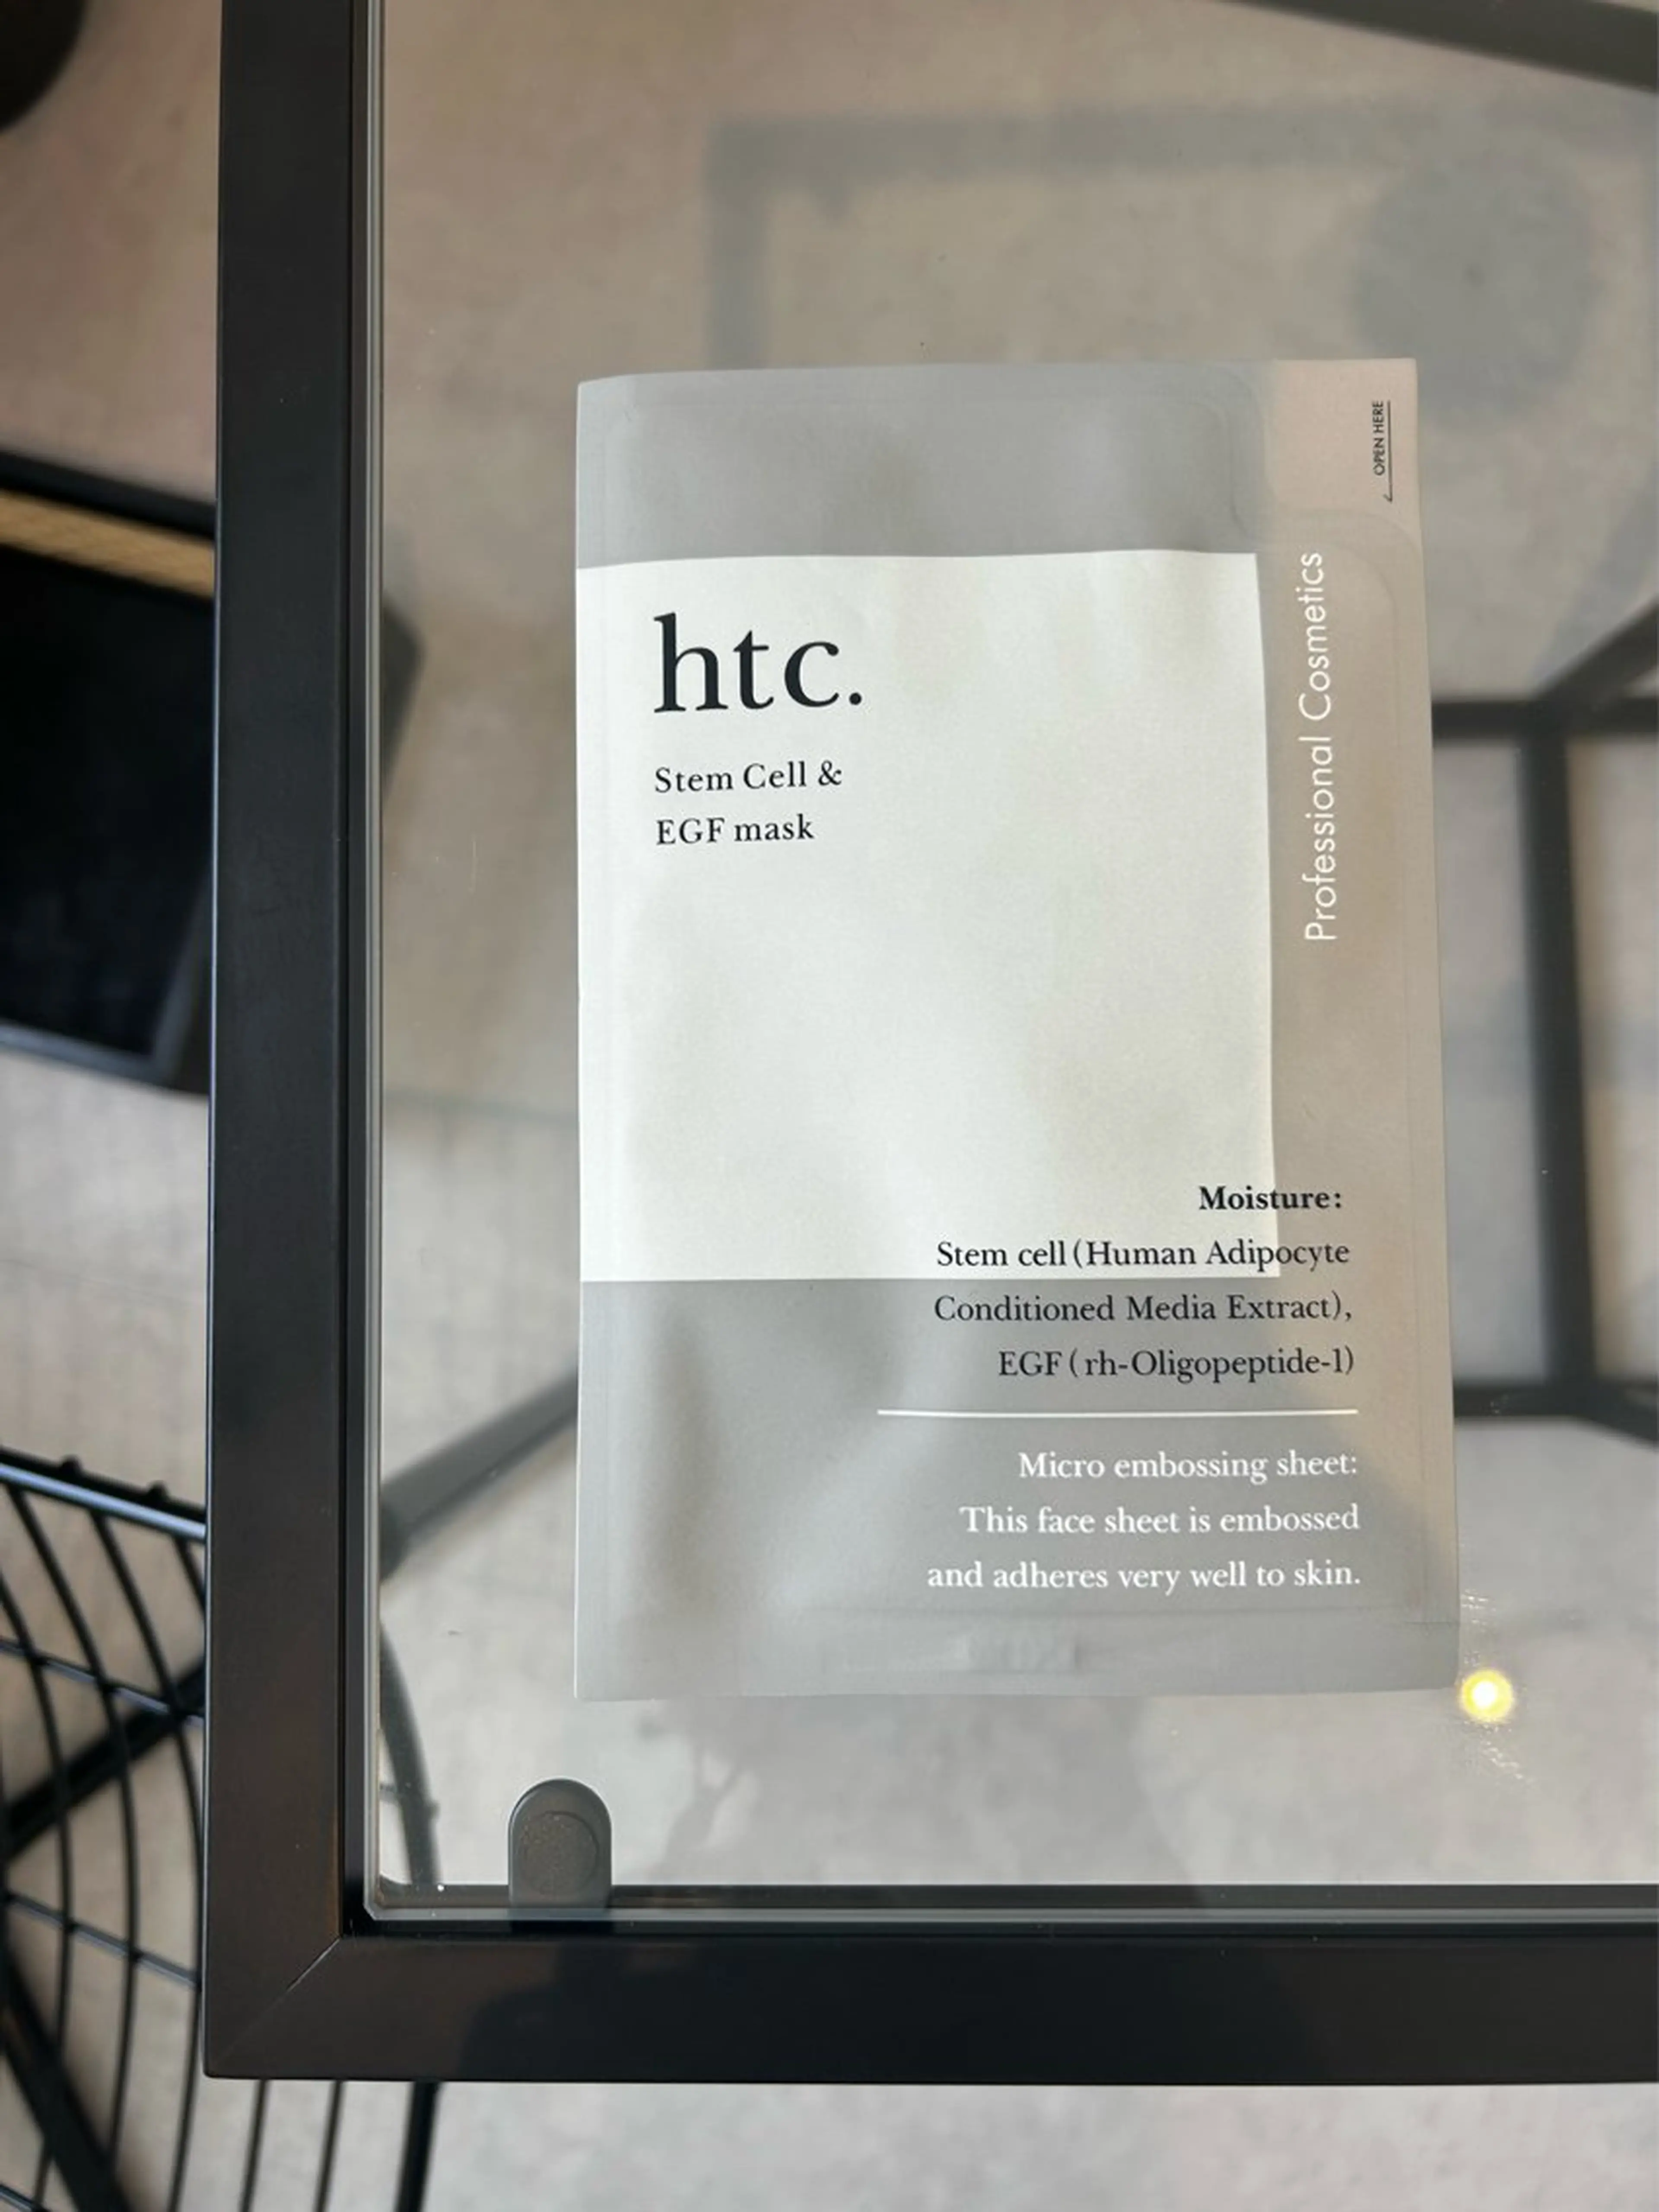 OPEN HERE
Professional Cosmetics
htc.
Stem Cell &
EGF mask
Moisture:
Stem cell (Human Adipocyte
Conditioned Media Extract),
EGF ( rh-Oligopeptide-1)
Micro embossing sheet:
This face sheet is embossed
and adheres very well to skin.